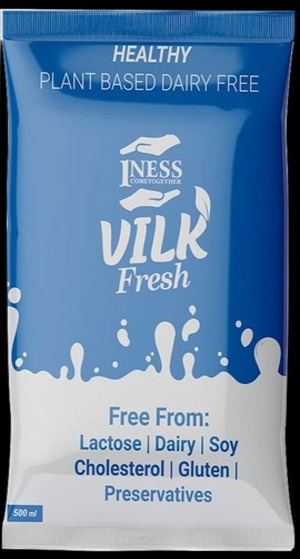 HEALTHY
PLANT BASED DAIRY FREE
INESS
COMETOGETHER
VILK
Fresh
Free From:
Lactose | Dairy | Soy
Cholesterol | Gluten |
Preservatives
500 ml